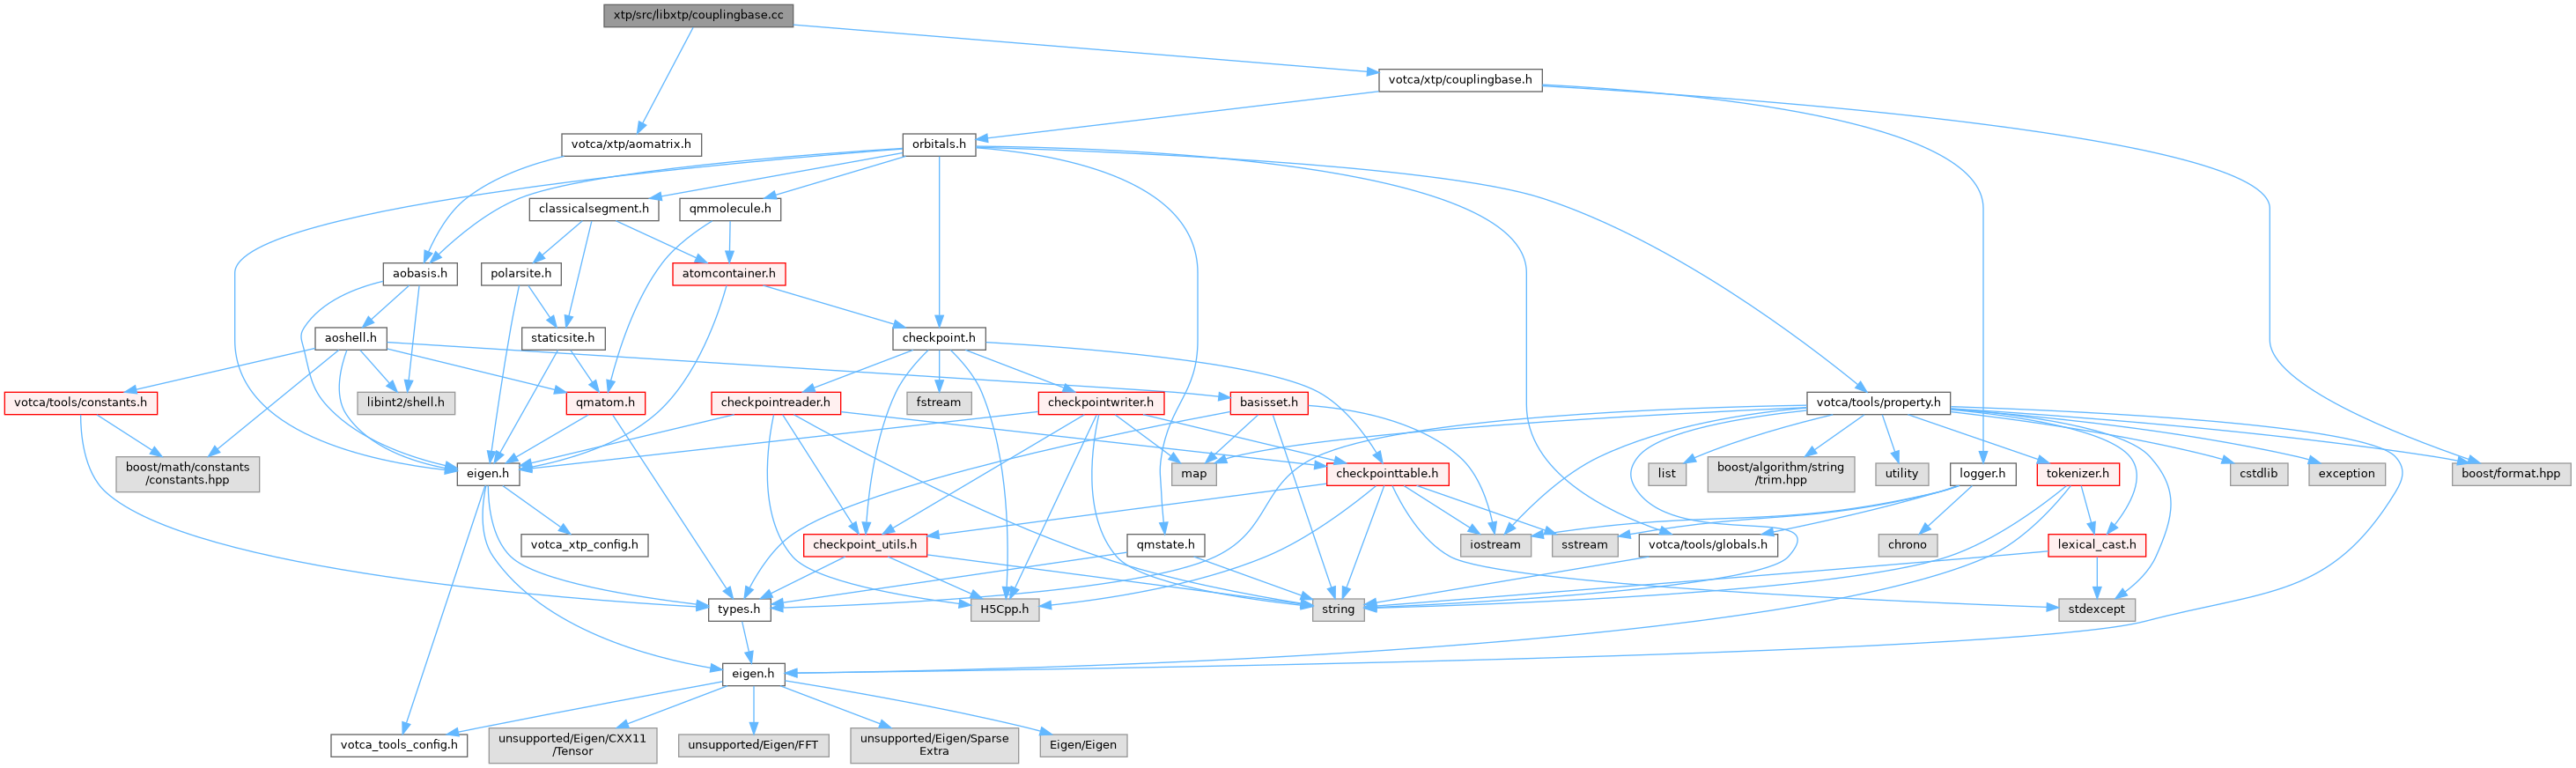 xtp/src/libxtp/couplingbase.cc
votca/xtp/couplingbase.h
votca/xtp/aomatrix.h
orbitals.h
classicalsegment.h
qmmolecule.h
aobasis.h
polarsite.h
atomcontainer.h
aoshell.h
staticsite.h
checkpoint.h
votca/tools/constants.h
libint2/shell.h
qmatom.h
checkpointreader.h
fstream
checkpointwriter.h
basisset.h
votca/tools/property.h
boost/math/constants
/constants.hpp
eigen.h
map
checkpointtable.h
list
boost/algorithm/string
/trim.hpp
utility
logger.h
tokenizer.h
cstdlib
exception
boost/format.hpp
votca_xtp_config.h
checkpoint_utils.h
qmstate.h
iostream
sstream
votca/tools/globals.h
chrono
lexical_cast.h
types.h
H5Cpp.h
string
stdexcept
eigen.h
votca_tools_config.h
unsupported/Eigen/CXX11
/Tensor
unsupported/Eigen/FFT
unsupported/Eigen/Sparse
Extra
Eigen/Eigen